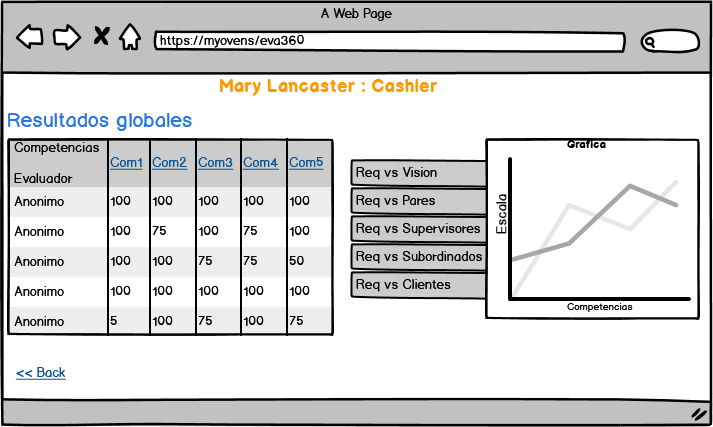 A Web Page
https://myovens/eva360
Mary Lancaster : Cashier
Resultados globales
Competencias
Evaluador
Com1 Com2 Com3 Com4 Com5
Anonimo 100 100 100 100 100
Anonimo 100 75 100 75 100
Anonimo 100 100 75 75 50
Anonimo 100 100 100 100 100
Anonimo 5 100 75 100 75
Req vs Vision
Req vs Pares
Req vs Supervisores
Req vs Subordinados
Req vs Clientes
Grafica
Escala
Competencias
<< Back